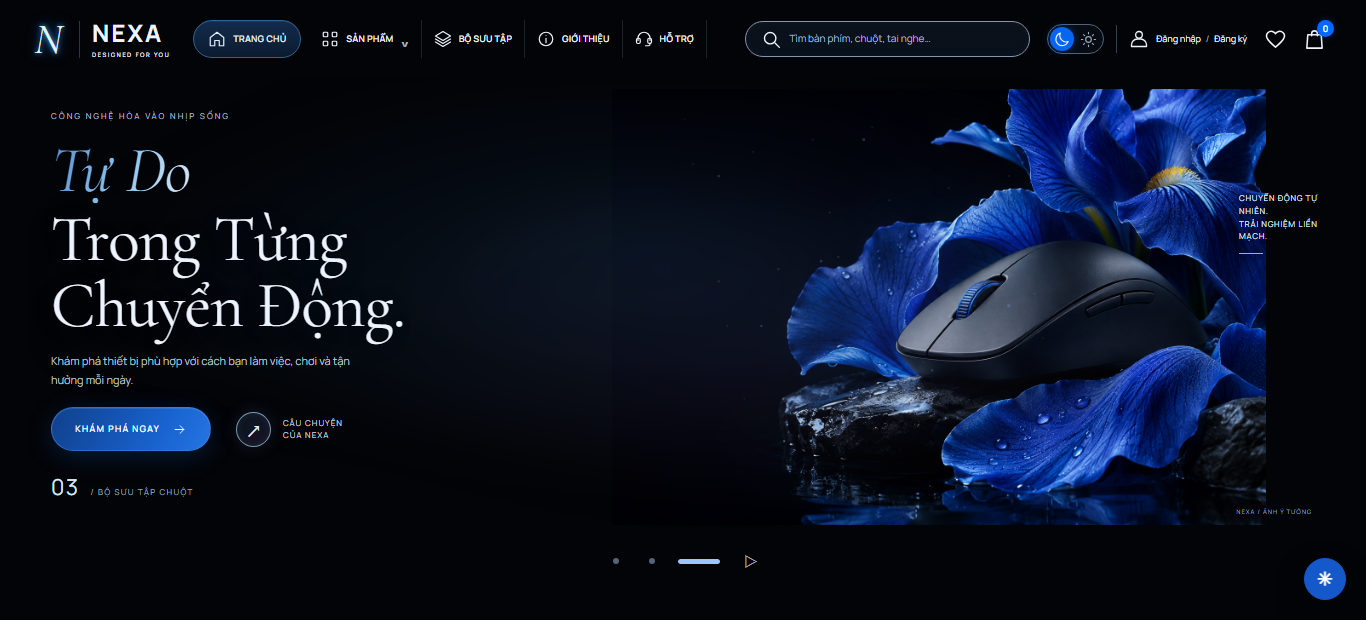 N
NEXA
DESIGNED FOR YOU
TRANG CHỦ
SẢN PHẨM
BỘ SƯU TẬP
GIỚI THIỆU
HỖ TRỢ
Tìm bàn phím, chuột, tai nghe...
Đăng nhập / Đăng ký
0
CÔNG NGHỆ HÒA VÀO NHỊP SỐNG
Tự Do
Trong Từng
Chuyển Động.
Khám phá thiết bị phù hợp với cách bạn làm việc, chơi và tận
hưởng mỗi ngày.
KHÁM PHÁ NGAY
CÂU CHUYỆN
CỦA NEXA
03 / BỘ SƯU TẬP CHUỘT
CHUYỂN ĐỘNG TỰ
NHIÊN.
TRẢI NGHIỆM LIỀN
MẠCH.
NEXA / ẢNH Ý TƯỞNG